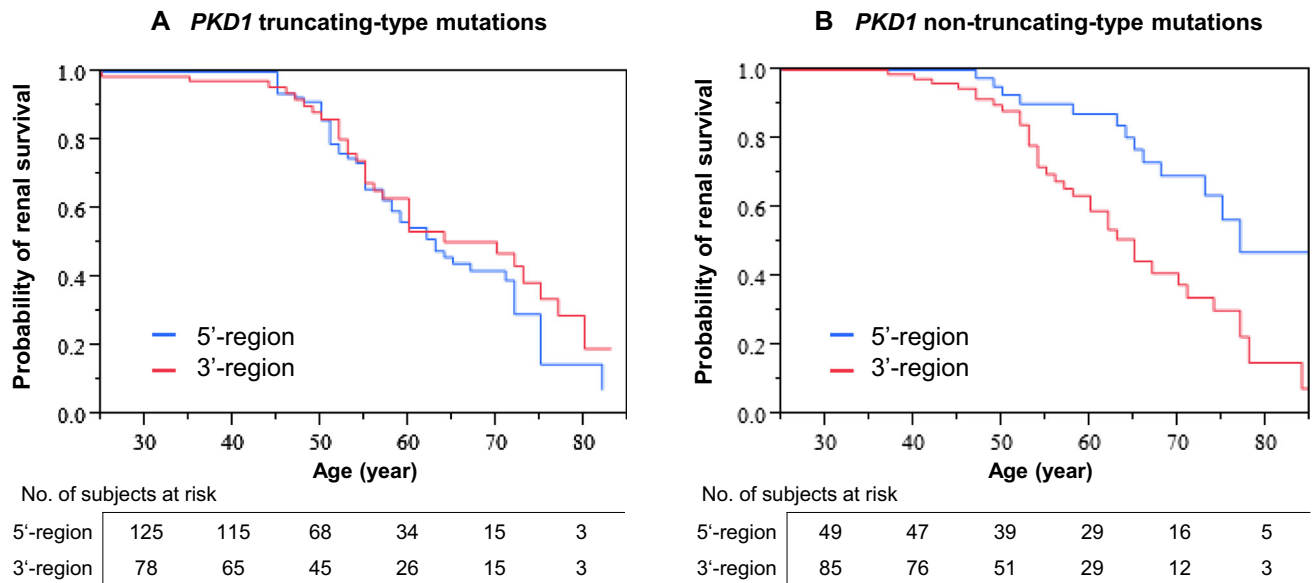 A PKD1 truncating-type mutations
Probability of renal survival
1.0
0.8
0.6
0.4
0.2
0.0
5’-region
3’-region
30 40 50 60 70 80
Age (year)
No. of subjects at risk
5‘-region 125 115 68 34 15 3
3‘-region 78 65 45 26 15 3
B PKD1 non-truncating-type mutations
Probability of renal survival
1.0
0.8
0.6
0.4
0.2
0.0
5’-region
3’-region
30 40 50 60 70 80
Age (year)
No. of subjects at risk
5‘-region 49 47 39 29 16 5
3‘-region 85 76 51 29 12 3